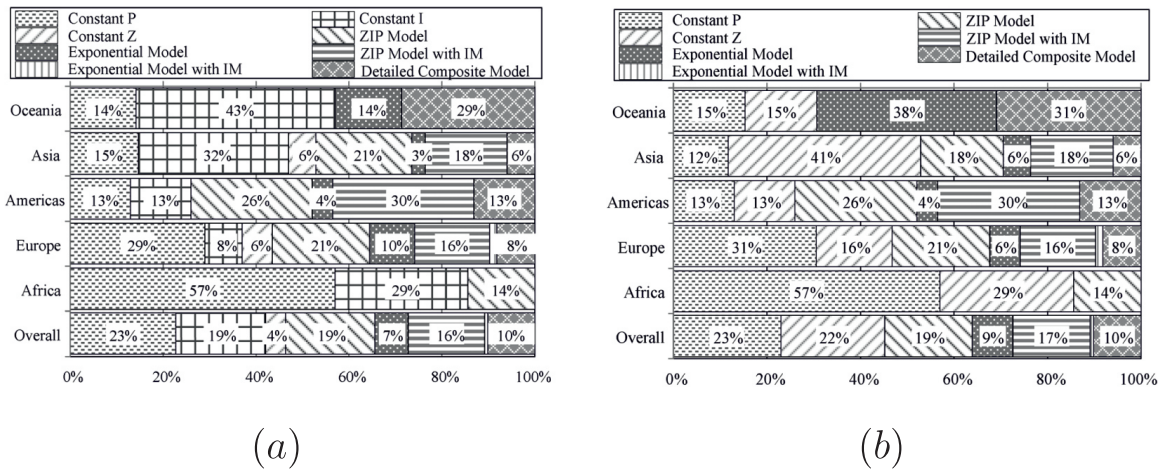 Constant P Constant I
Constant Z ZIP Model
Exponential Model ZIP Model with IM
Exponential Model with IM Detailed Composite Model
Oceania 14% 43% 14% 29%
Asia 15% 32% 6% 21% 3% 18% 6%
Americas 13% 13% 26% 4% 30% 13%
Europe 29% 8% 6% 21% 10% 16% 8%
Africa 57% 29% 14%
Overall 23% 19% 4% 19% 7% 16% 10%
0% 20% 40% 60% 80% 100%
(a)
Constant P ZIP Model
Constant Z ZIP Model with IM
Exponential Model Detailed Composite Model
Exponential Model with IM
Oceania 15% 15% 38% 31%
Asia 12% 41% 18% 6% 18% 6%
Americas 13% 13% 26% 4% 30% 13%
Europe 31% 16% 21% 6% 16% 8%
Africa 57% 29% 14%
Overall 23% 22% 19% 9% 17% 10%
0% 20% 40% 60% 80% 100%
(b)